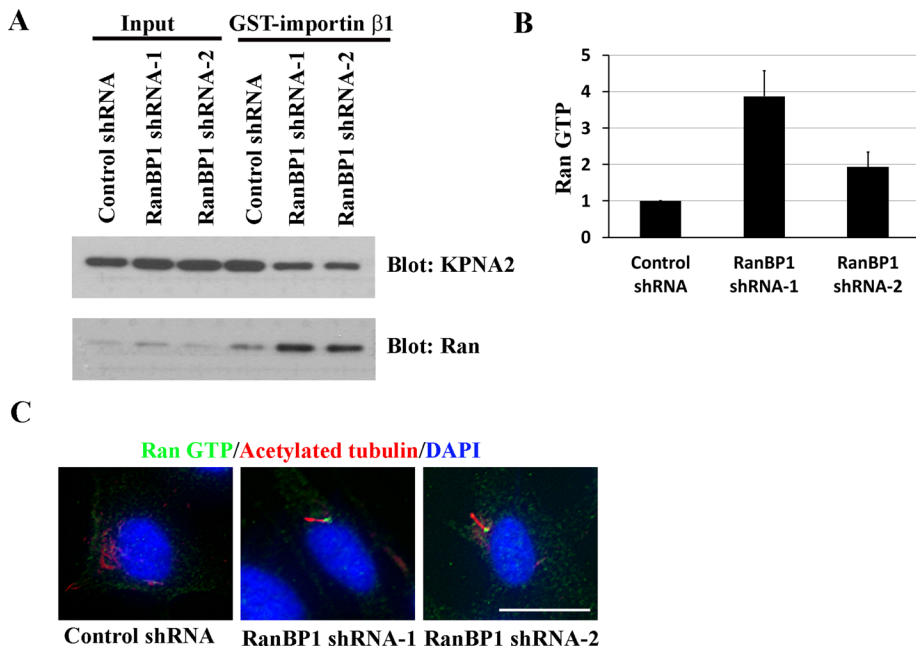 A
Input
GST-importin β1
Control shRNA
RanBP1 shRNA-1
RanBP1 shRNA-2
Control shRNA
RanBP1 shRNA-1
RanBP1 shRNA-2
Blot: KPNA2
Blot: Ran
B
Ran GTP
5
4
3
2
1
0
Control
shRNA
RanBP1
shRNA-1
RanBP1
shRNA-2
C
Ran GTP/Acetylated tubulin/DAPI
Control shRNA
RanBP1 shRNA-1
RanBP1 shRNA-2